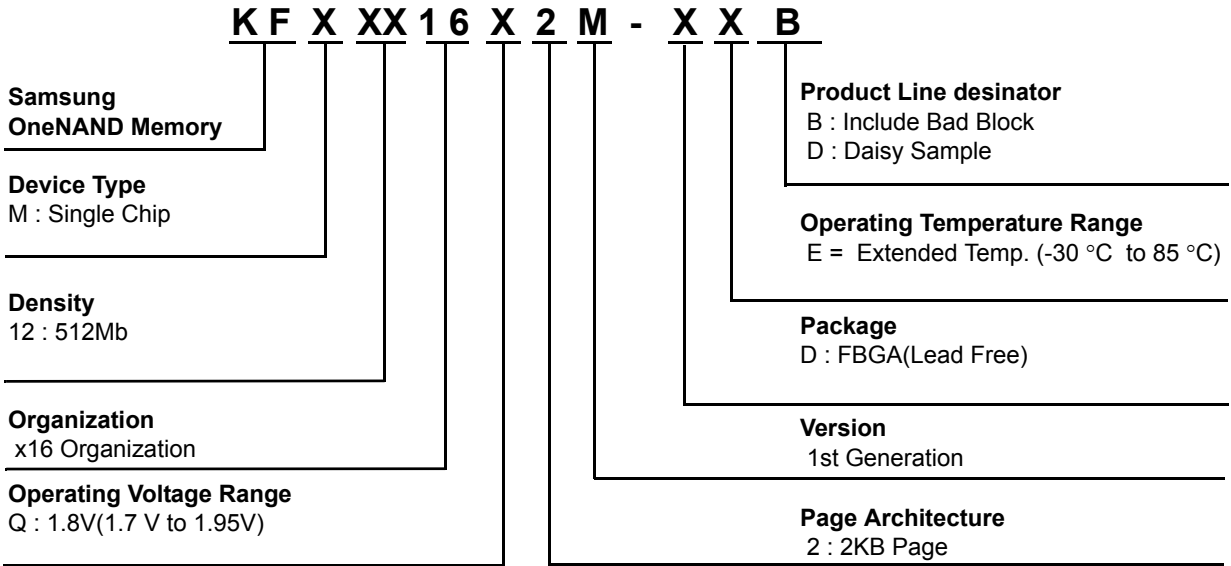 K F X XX 1 6 X 2 M - X X B
Samsung
OneNAND Memory
Device Type
M : Single Chip
Density
12 : 512Mb
Organization
x16 Organization
Operating Voltage Range
Q : 1.8V(1.7 V to 1.95V)
Product Line desinator
B : Include Bad Block
D : Daisy Sample
Operating Temperature Range
E = Extended Temp. (-30 °C to 85 °C)
Package
D : FBGA(Lead Free)
Version
1st Generation
Page Architecture
2 : 2KB Page